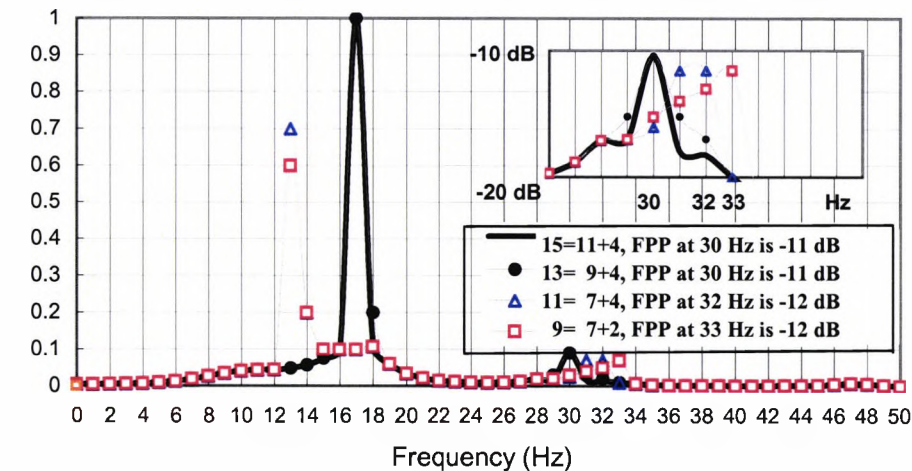 1
0.9
0.8
0.7
0.6
0.5
0.4
0.3
0.2
0.1
0
-10 dB
-20 dB
30 32 33 Hz
15=11+4, FPP at 30 Hz is -11 dB
13= 9+4, FPP at 30 Hz is -11 dB
11= 7+4, FPP at 32 Hz is -12 dB
9= 7+2, FPP at 33 Hz is -12 dB
0 2 4 6 8 10 12 14 16 18 20 22 24 26 28 30 32 34 36 38 40 42 44 46 48 50
Frequency (Hz)